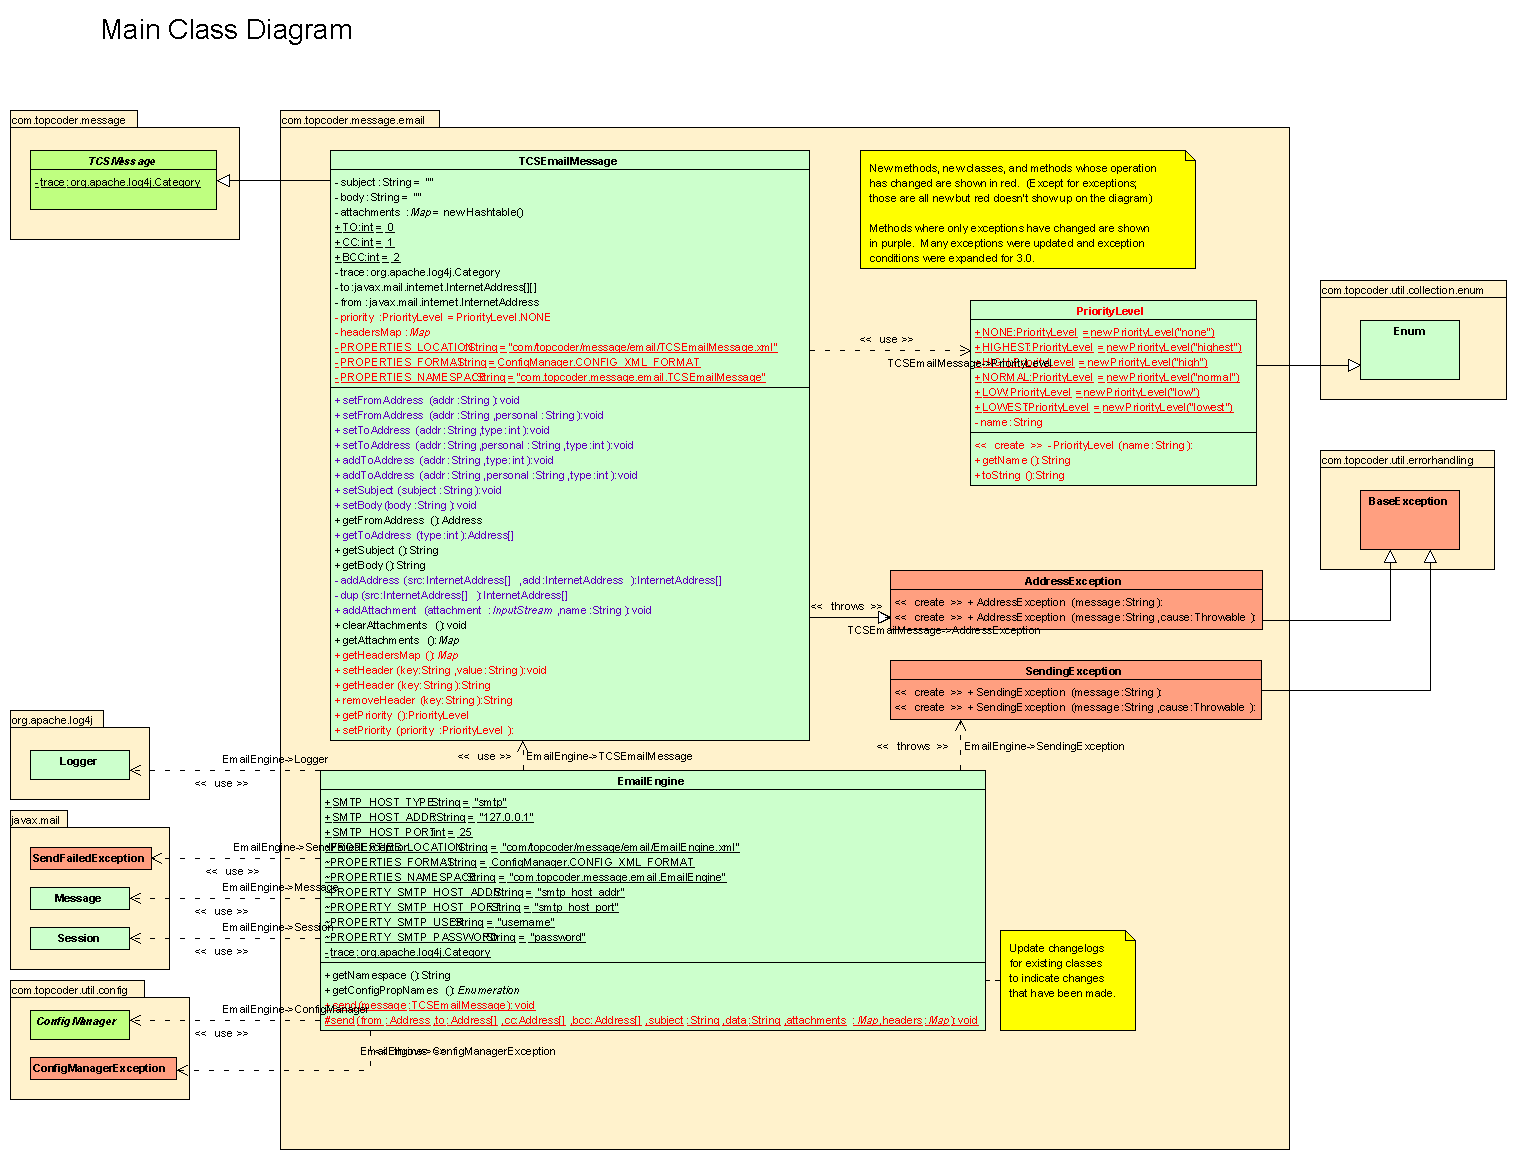 Main Class Diagram
com.topcoder.message
TCSMessage
- trace : org.apache.log4j.Category
com.topcoder.message.email
TCSEmailMessage
- subject : String = ""
- body : String = ""
- attachments : Map = new Hashtable()
+ TO:int = 0
+ CC:int = 1
+ BCC:int = 2
- trace : org.apache.log4j.Category
- to : javax.mail.internet.InternetAddress[][]
- from : javax.mail.internet.InternetAddress
- priority : PriorityLevel = PriorityLevel.NONE
- headersMap : Map
- PROPERTIES_LOCATION:String = "com/topcoder/message/email/TCSEmailMessage.xml"
- PROPERTIES_FORMAT:String = ConfigManager.CONFIG_XML_FORMAT
- PROPERTIES_NAMESPACE:String = "com.topcoder.message.email.TCSEmailMessage"
+ setFromAddress (addr : String ):void
+ setFromAddress (addr : String ,personal : String ):void
+ setToAddress (addr : String ,type : int ):void
+ setToAddress (addr : String ,personal : String ,type : int ):void
+ addToAddress (addr : String ,type : int ):void
+ addToAddress (addr : String ,personal : String ,type : int ):void
+ setSubject (subject : String ):void
+ setBody (body : String ):void
+ getFromAddress ():Address
+ getToAddress (type : int ):Address[]
+ getSubject ():String
+ getBody ():String
- addAddress (src : InternetAddress[] ,add : InternetAddress ):InternetAddress[]
- dup (src : InternetAddress[] ):InternetAddress[]
+ addAttachment (attachment : InputStream ,name : String ):void
+ clearAttachments ():void
+ getAttachments ():Map
+ getHeadersMap ():Map
+ setHeader (key : String ,value : String ):void
+ getHeader (key : String ):String
+ removeHeader (key : String ):String
+ getPriority ():PriorityLevel
+ setPriority (priority : PriorityLevel ):
New methods, new classes, and methods whose operation
has changed are shown in red. (Except for exceptions;
those are all new but red doesn't show up on the diagram)
Methods where only exceptions have changed are shown
in purple. Many exceptions were updated and exception
conditions were expanded for 3.0.
<< use >>
TCSEmailMessage->PriorityLevel
PriorityLevel
+ NONE:PriorityLevel = new PriorityLevel("none")
+ HIGHEST:PriorityLevel = new PriorityLevel("highest")
+ HIGH:PriorityLevel = new PriorityLevel("high")
+ NORMAL:PriorityLevel = new PriorityLevel("normal")
+ LOW:PriorityLevel = new PriorityLevel("low")
+ LOWEST:PriorityLevel = new PriorityLevel("lowest")
- name : String
<< create >> - PriorityLevel (name : String ):
+ getName ():String
+ toString ():String
com.topcoder.util.collection.enum
Enum
com.topcoder.util.errorhandling
BaseException
<< throws >>
TCSEmailMessage->AddressException
AddressException
<< create >> + AddressException (message : String ):
<< create >> + AddressException (message : String ,cause : Throwable ):
SendingException
<< create >> + SendingException (message : String ):
<< create >> + SendingException (message : String ,cause : Throwable ):
<< throws >>
EmailEngine->SendingException
<< use >>
EmailEngine->TCSEmailMessage
org.apache.log4j
Logger
EmailEngine->Logger
<< use >>
javax.mail
SendFailedException
EmailEngine->SendFailedException
<< use >>
Message
EmailEngine->Message
<< use >>
Session
EmailEngine->Session
<< use >>
com.topcoder.util.config
ConfigManager
EmailEngine->ConfigManager
<< use >>
ConfigManagerException
EmailEngine->ConfigManagerException
<< throws >>
EmailEngine
+ SMTP_HOST_TYPE:String = "smtp"
+ SMTP_HOST_ADDR:String = "127.0.0.1"
+ SMTP_HOST_PORT:int = 25
~ PROPERTIES_LOCATION:String = "com/topcoder/message/email/EmailEngine.xml"
~ PROPERTIES_FORMAT:String = ConfigManager.CONFIG_XML_FORMAT
~ PROPERTIES_NAMESPACE:String = "com.topcoder.message.email.EmailEngine"
~ PROPERTY_SMTP_HOST_ADDR:String = "smtp_host_addr"
~ PROPERTY_SMTP_HOST_PORT:String = "smtp_host_port"
~ PROPERTY_SMTP_USER:String = "username"
~ PROPERTY_SMTP_PASSWORD:String = "password"
- trace : org.apache.log4j.Category
+ getNamespace ():String
+ getConfigPropNames ():Enumeration
+ send (message : TCSEmailMessage ):void
# send (from : Address ,to : Address[] ,cc : Address[] ,bcc : Address[] ,subject : String ,data : String ,attachments : Map ,headers : Map ):void
Update changelogs
for existing classes
to indicate changes
that have been made.